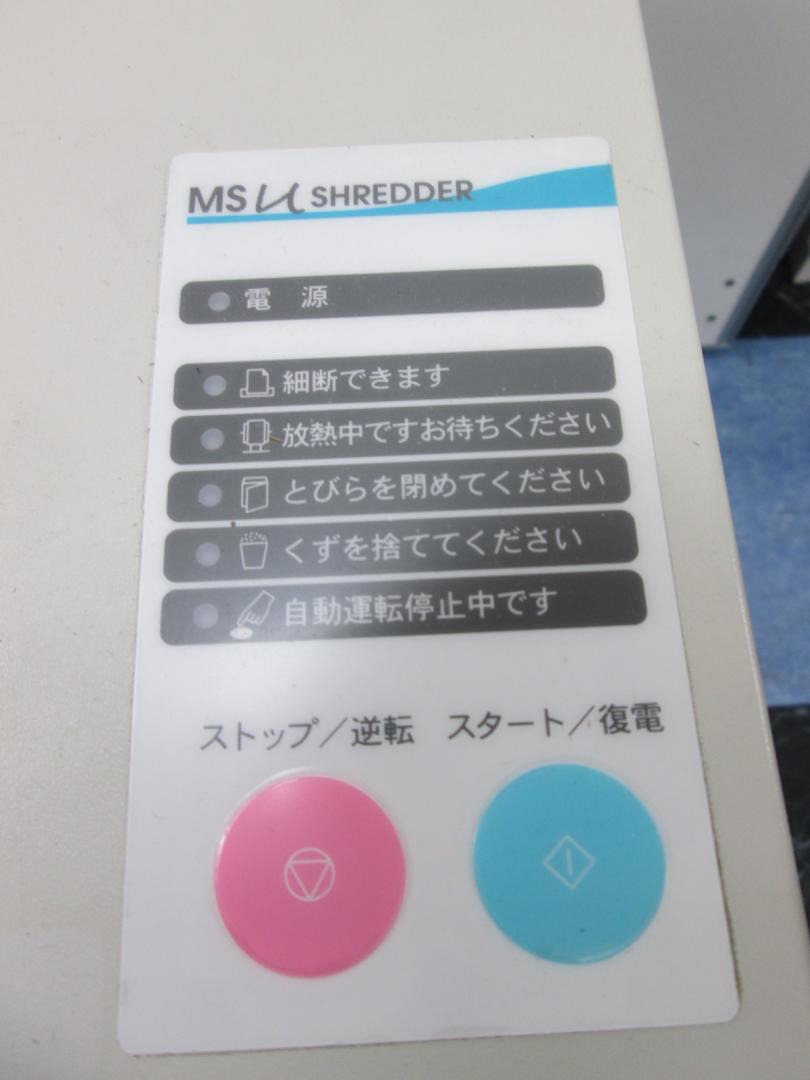 MS U SHREDDER
電 源
細断できます
放熱中ですお待ちください
とびらを閉めてください
くずを捨ててください
自動運転停止中です
ストップ／逆転 スタート／復電